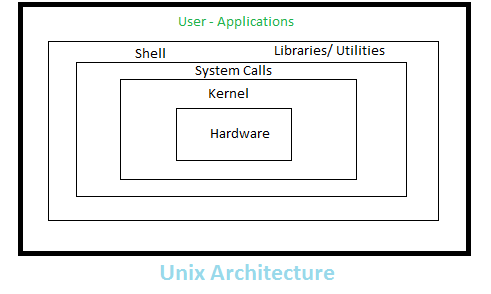 User - Applications
Shell
Libraries/ Utilities
System Calls
Kernel
Hardware
Unix Architecture